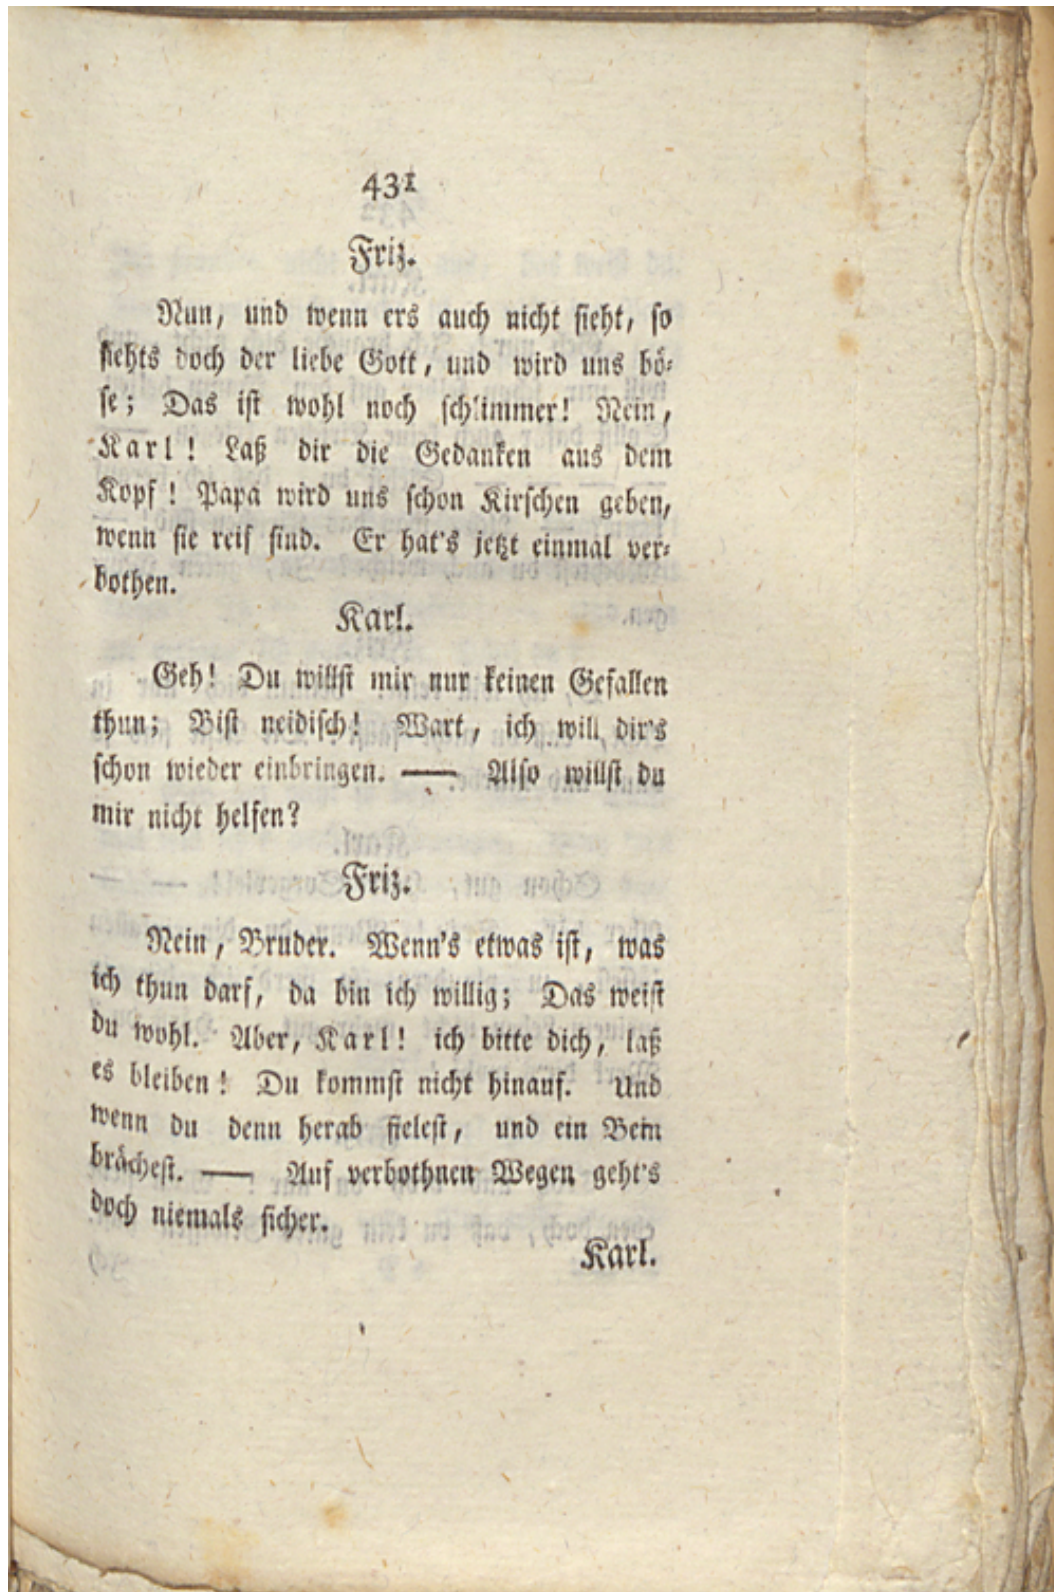 431
Friz.
Nun, und wenn ers auch nicht sieht, so
siehts doch der liebe Gott, und wird uns bö-
se; Das ist wohl noch schlimmer! Nein,
Karl! Laß dir die Gedanken aus dem
Kopf! Papa wird uns schon Kirschen geben,
wenn sie reif sind. Er hat's jetzt einmal ver-
bothen.
Karl.
Geh! Du willst mir nur keinen Gefallen
thun; Bist neidisch! Wart, ich will dir's
schon wieder einbringen. — Also willst du
mir nicht helfen?
Friz.
Nein, Bruder. Wenn's etwas ist, was
ich thun darf, da bin ich willig; Das weist
du wohl. Aber, Karl! ich bitte dich, laß
es bleiben! Du kommst nicht hinauf. Und
wenn du denn herab fielest, und ein Bein
brächest. — Auf verbothnen Wegen geht's
doch niemals sicher.
Karl.